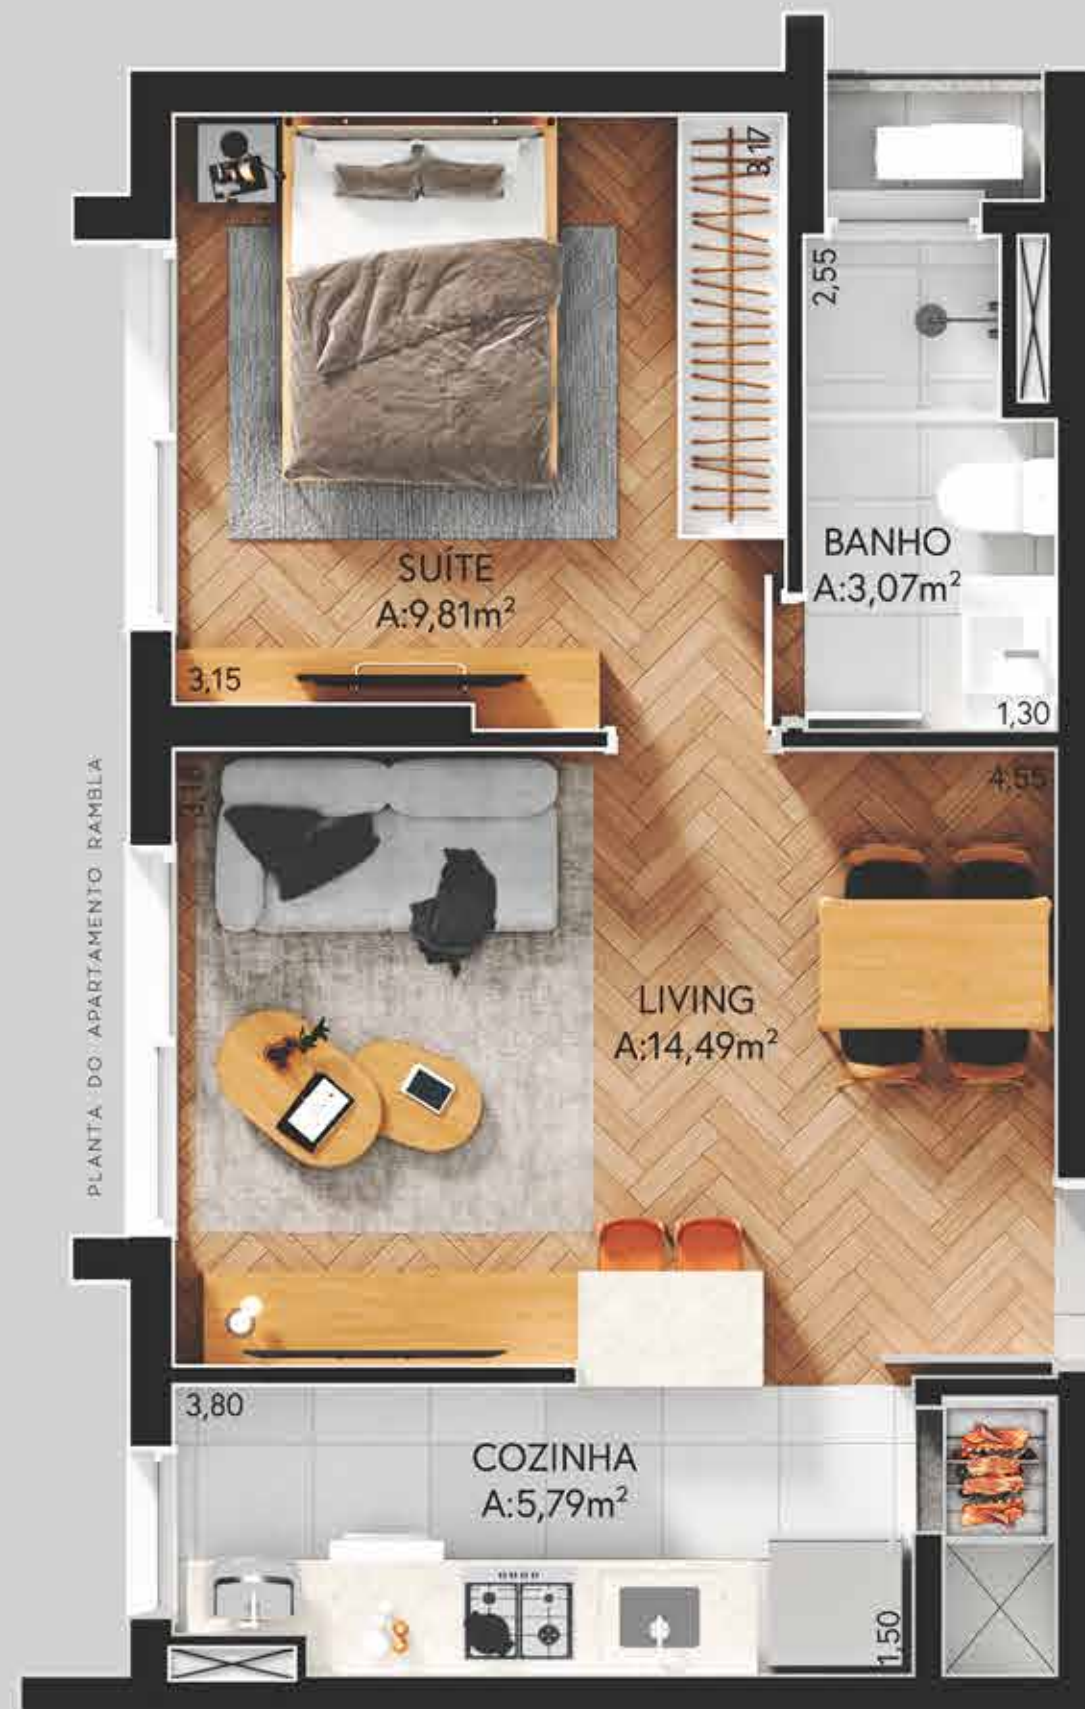 3,17
2,55
SUÍTE
A:9,81m²
BANHO
A:3,07m²
3,15
1,30
4,55
PLANTA DO APARTAMENTO RAMBLA
LIVING
A:14,49m²
3,80
COZINHA
A:5,79m²
1,50